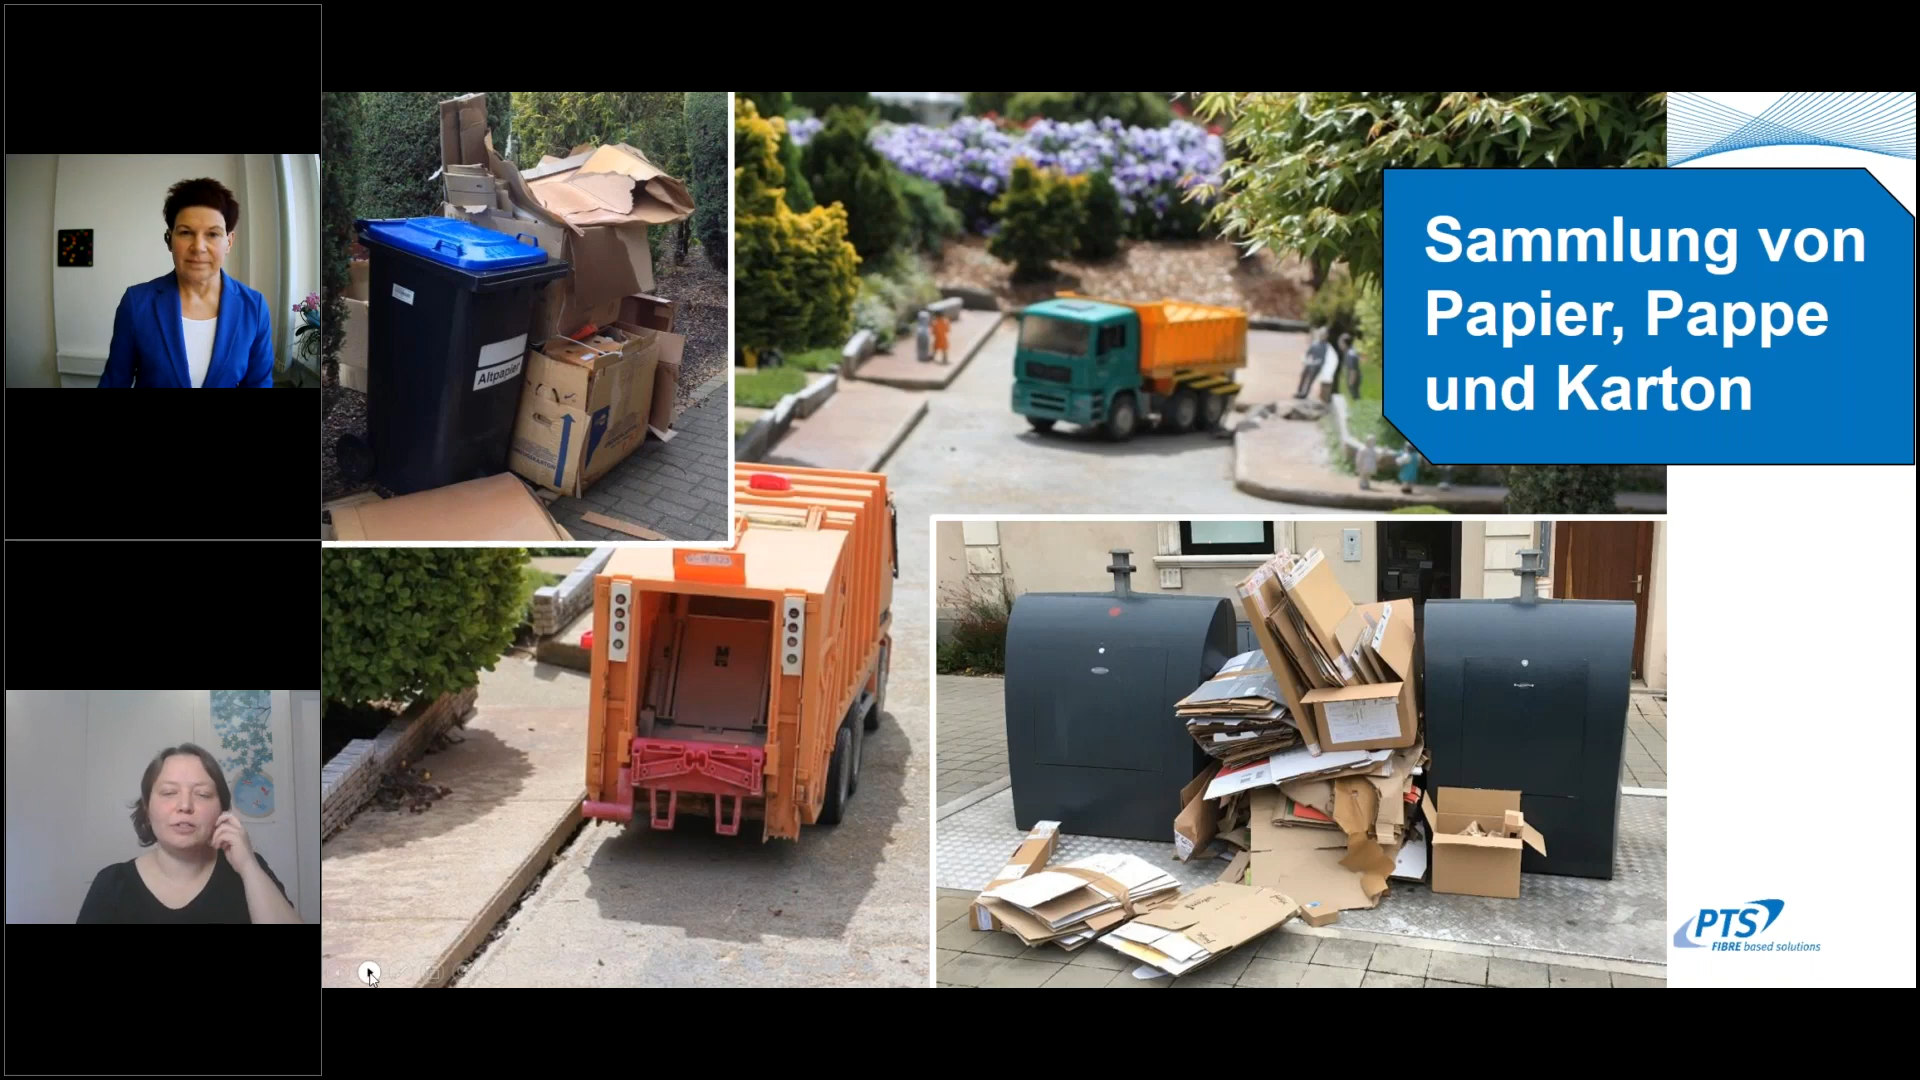 Sammlung von
Papier, Pappe
und Karton
Altpapier
M
PTS
FIBRE based solutions